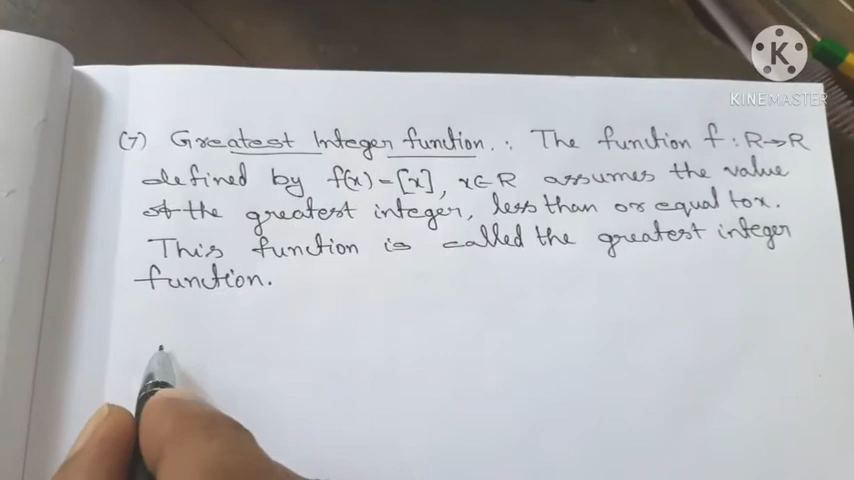 K
KINEMASTER
(7) Greatest Integer function. : The function f : R→R
defined by f(x) = [x], x∈R assumes the value
of the greatest integer, less than or equal to x.
This function is called the greatest integer
function.